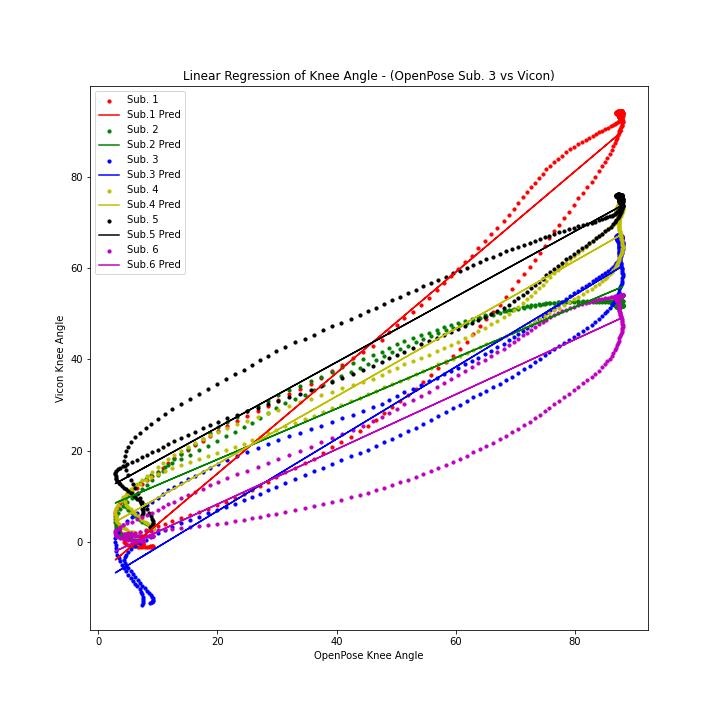 Linear Regression of Knee Angle - (OpenPose Sub. 3 vs Vicon)
Sub. 1
Sub.1 Pred
Sub. 2
Sub.2 Pred
Sub. 3
Sub.3 Pred
Sub. 4
Sub.4 Pred
Sub. 5
Sub.5 Pred
Sub. 6
Sub.6 Pred
80
60
40
20
0
Vicon Knee Angle
0 20 40 60 80
OpenPose Knee Angle